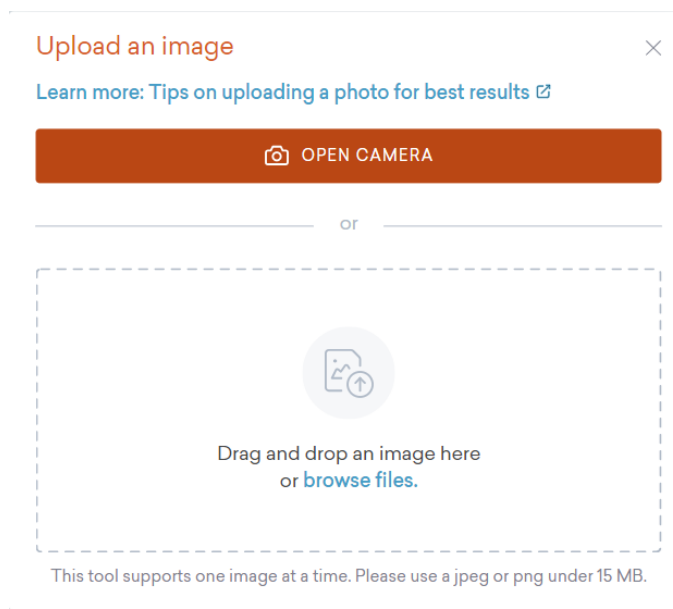 Upload an image
Learn more: Tips on uploading a photo for best results
OPEN CAMERA
or
Drag and drop an image here
or browse files.
This tool supports one image at a time. Please use a jpeg or png under 15 MB.